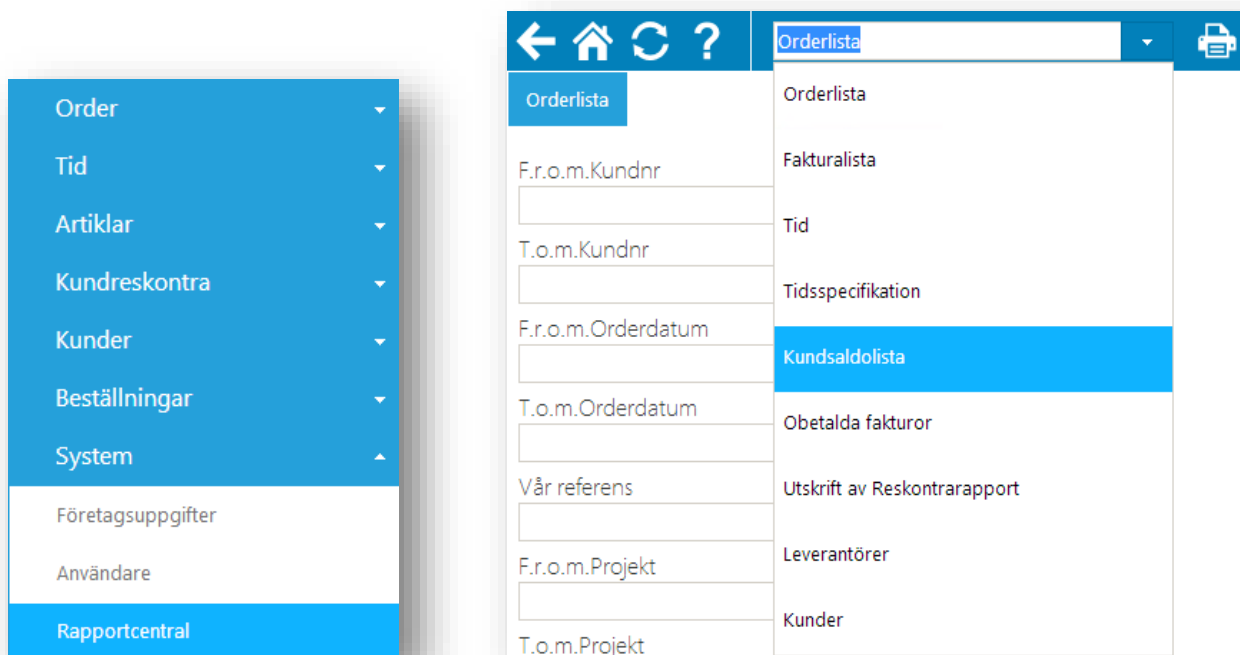 Order
Tid
Artiklar
Kundreskontra
Kunder
Beställningar
System
Företagsuppgifter
Användare
Rapportcentral
?
Orderlista
Orderlista
F.r.o.m.Kundnr
T.o.m.Kundnr
F.r.o.m.Orderdatum
T.o.m.Orderdatum
Vår referens
F.r.o.m.Projekt
T.o.m.Projekt
Orderlista
Fakturalista
Tid
Tidsspecifikation
Kundsaldolista
Obetalda fakturor
Utskrift av Reskontrarapport
Leverantörer
Kunder